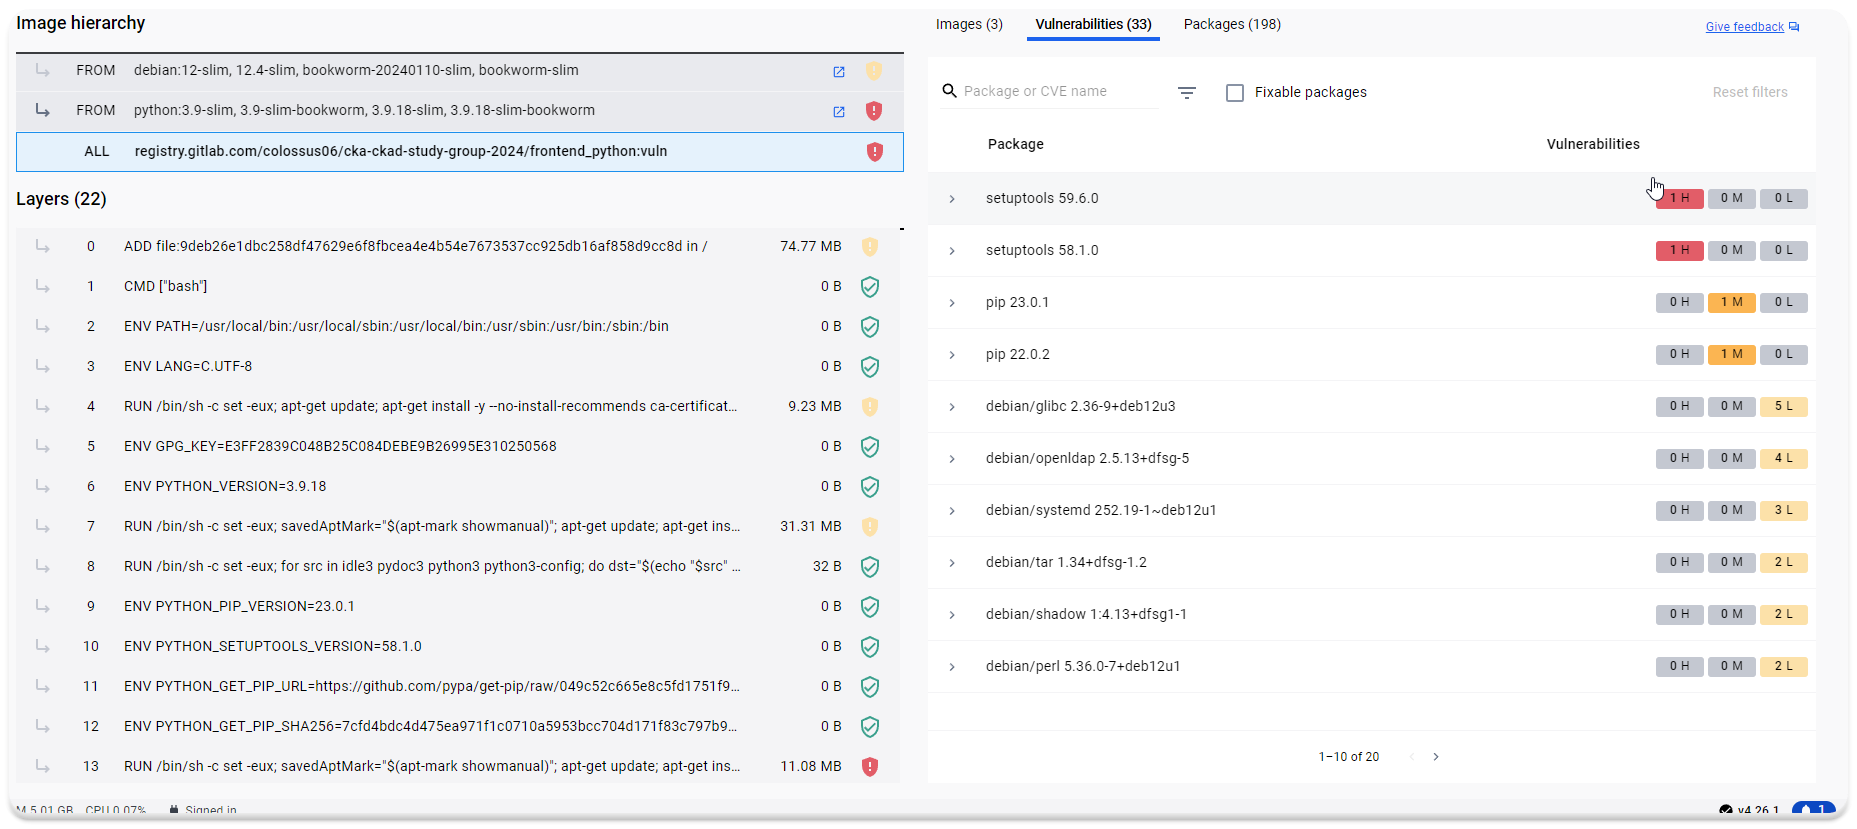 Image hierarchy
FROM debian:12-slim, 12.4-slim, bookworm-20240110-slim, bookworm-slim
FROM python:3.9-slim, 3.9-slim-bookworm, 3.9.18-slim, 3.9.18-slim-bookworm
ALL registry.gitlab.com/colossus06/cka-ckad-study-group-2024/frontend_python:vuln
Layers (22)
0 ADD file:9deb26e1dbc258df47629e6f8fbcea4e4b54e7673537cc925db16af858d9cc8d in / 74.77 MB
1 CMD ["bash"] 0 B
2 ENV PATH=/usr/local/bin:/usr/local/sbin:/usr/local/bin:/usr/sbin:/usr/bin:/sbin:/bin 0 B
3 ENV LANG=C.UTF-8 0 B
4 RUN /bin/sh -c set -eux; apt-get update; apt-get install -y --no-install-recommends ca-certificat... 9.23 MB
5 ENV GPG_KEY=E3FF2839C048B25C084DEBE9B26995E310250568 0 B
6 ENV PYTHON_VERSION=3.9.18 0 B
7 RUN /bin/sh -c set -eux; savedAptMark="$(apt-mark showmanual)"; apt-get update; apt-get ins... 31.31 MB
8 RUN /bin/sh -c set -eux; for src in idle3 pydoc3 python3 python3-config; do dst="$(echo "$src" ... 32 B
9 ENV PYTHON_PIP_VERSION=23.0.1 0 B
10 ENV PYTHON_SETUPTOOLS_VERSION=58.1.0 0 B
11 ENV PYTHON_GET_PIP_URL=https://github.com/pypa/get-pip/raw/049c52c665e8c5fd1751f9... 0 B
12 ENV PYTHON_GET_PIP_SHA256=7cfd4bdc4d475ea971f1c0710a5953bcc704d171f83c797b9... 0 B
13 RUN /bin/sh -c set -eux; savedAptMark="$(apt-mark showmanual)"; apt-get update; apt-get ins... 11.08 MB
Images (3) Vulnerabilities (33) Packages (198) Give feedback
Package or CVE name Fixable packages Reset filters
Package Vulnerabilities
setuptools 59.6.0 1 H 0 M 0 L
setuptools 58.1.0 1 H 0 M 0 L
pip 23.0.1 0 H 1 M 0 L
pip 22.0.2 0 H 1 M 0 L
debian/glibc 2.36-9+deb12u3 0 H 0 M 5 L
debian/openldap 2.5.13+dfsg-5 0 H 0 M 4 L
debian/systemd 252.19-1~deb12u1 0 H 0 M 3 L
debian/tar 1.34+dfsg-1.2 0 H 0 M 2 L
debian/shadow 1:4.13+dfsg1-1 0 H 0 M 2 L
debian/perl 5.36.0-7+deb12u1 0 H 0 M 2 L
1–10 of 20
M 5.01 GB CPU 0.07% Signed in v4.26.1 1